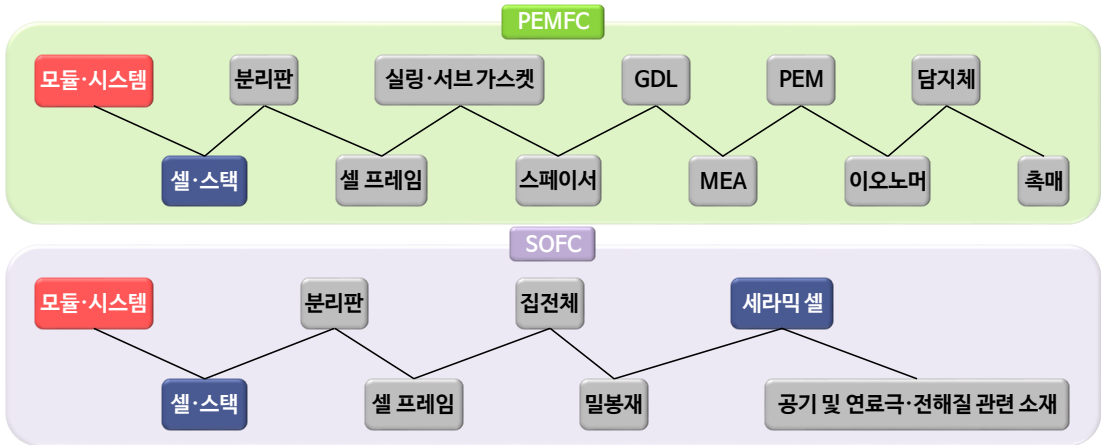 PEMFC
모듈·시스템
분리판
실링·서브 가스켓
GDL
PEM
담지체
셀·스택
셀 프레임
스페이서
MEA
이오노머
촉매
SOFC
모듈·시스템
분리판
집전체
세라믹 셀
셀·스택
셀 프레임
밀봉재
공기 및 연료극·전해질 관련 소재